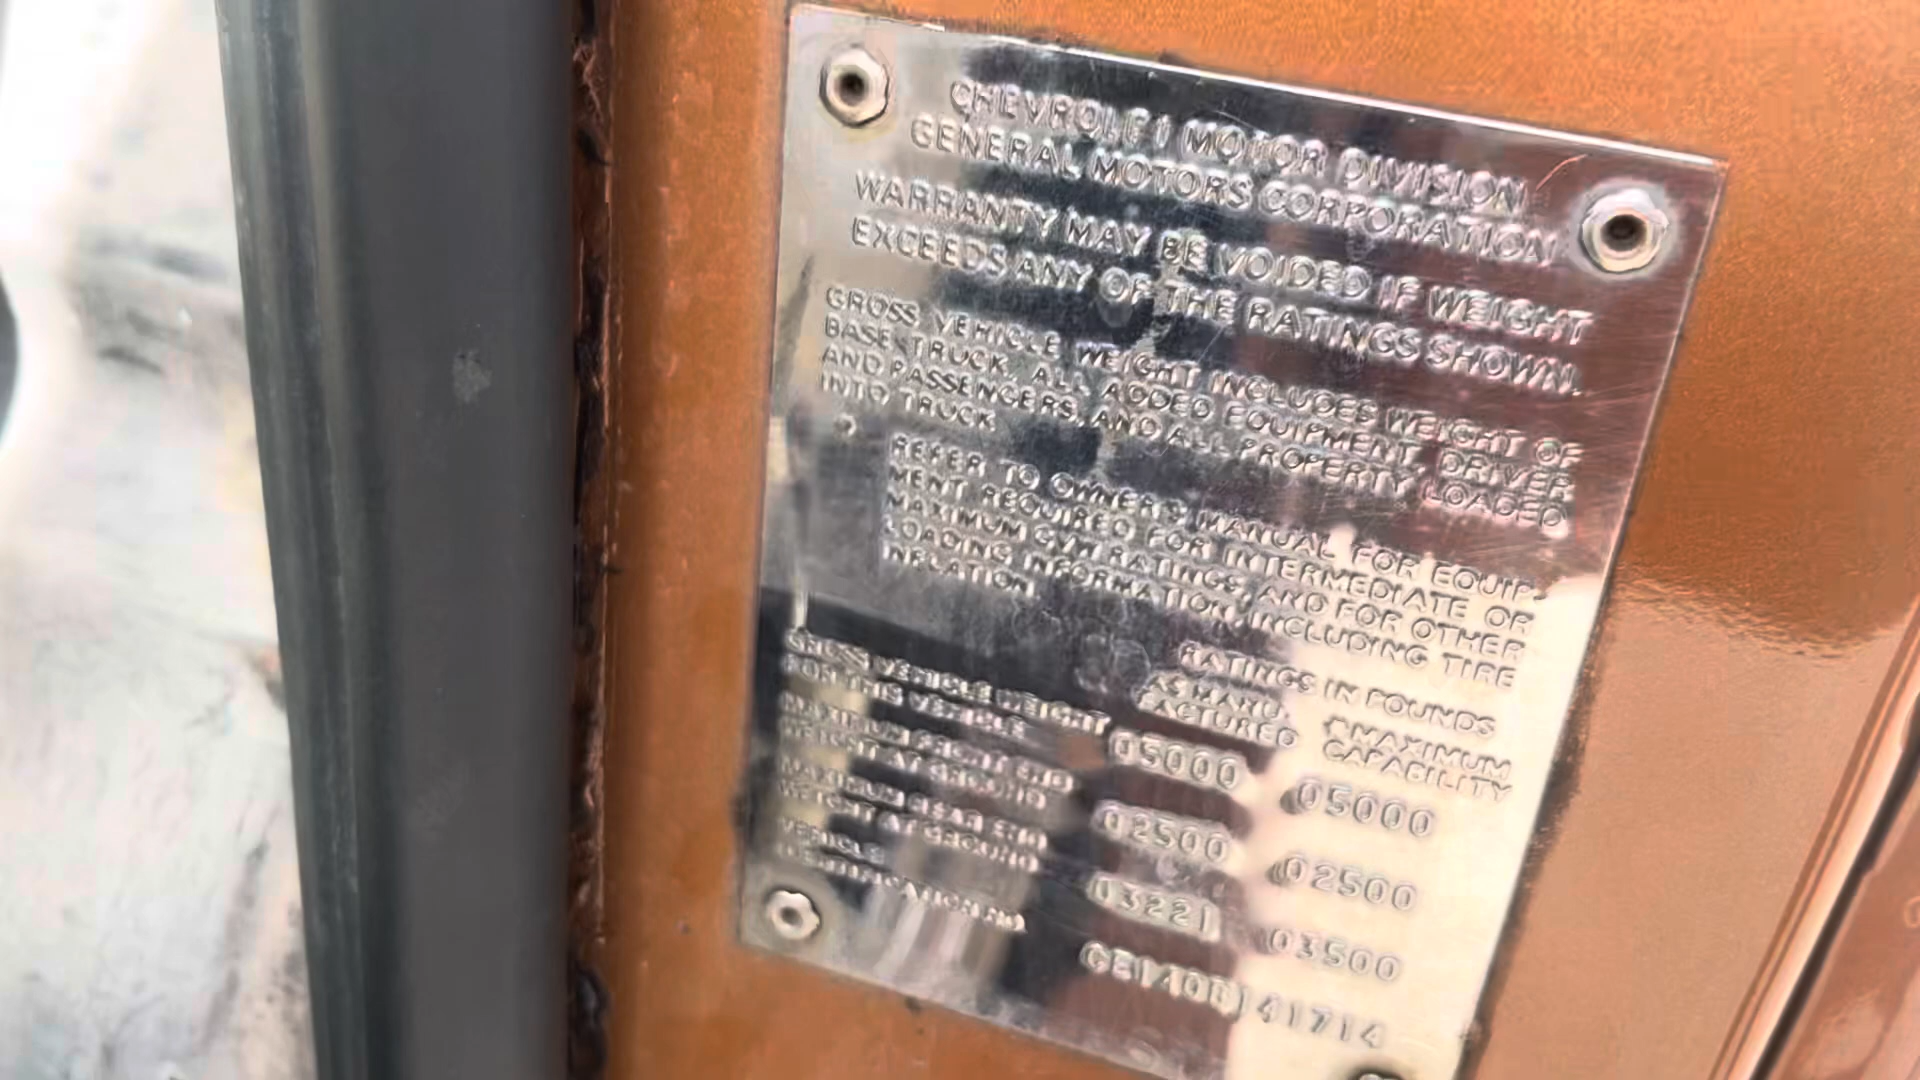 CHEVROLET MOTOR DIVISION
GENERAL MOTORS CORPORATION
WARRANTY MAY BE VOIDED IF WEIGHT
EXCEEDS ANY OF THE RATINGS SHOWN.
GROSS VEHICLE WEIGHT INCLUDES WEIGHT OF
BASE TRUCK, ALL ADDED EQUIPMENT, DRIVER
AND PASSENGERS, AND ALL PROPERTY LOADED
INTO TRUCK
REFER TO OWNER'S MANUAL FOR EQUIP-
MENT REQUIRED FOR INTERMEDIATE OR
MAXIMUM GVW RATINGS, AND FOR OTHER
LOADING INFORMATION, INCLUDING TIRE
INFLATION
RATINGS IN POUNDS
AS MANU- *MAXIMUM
FACTURED CAPABILITY
GROSS VEHICLE WEIGHT
FOR THIS VEHICLE 05000 05000
MAXIMUM FRONT END
WEIGHT AT GROUND 02500 02500
MAXIMUM REAR END
WEIGHT AT GROUND 03221 03500
VEHICLE
IDENTIFICATION NO.